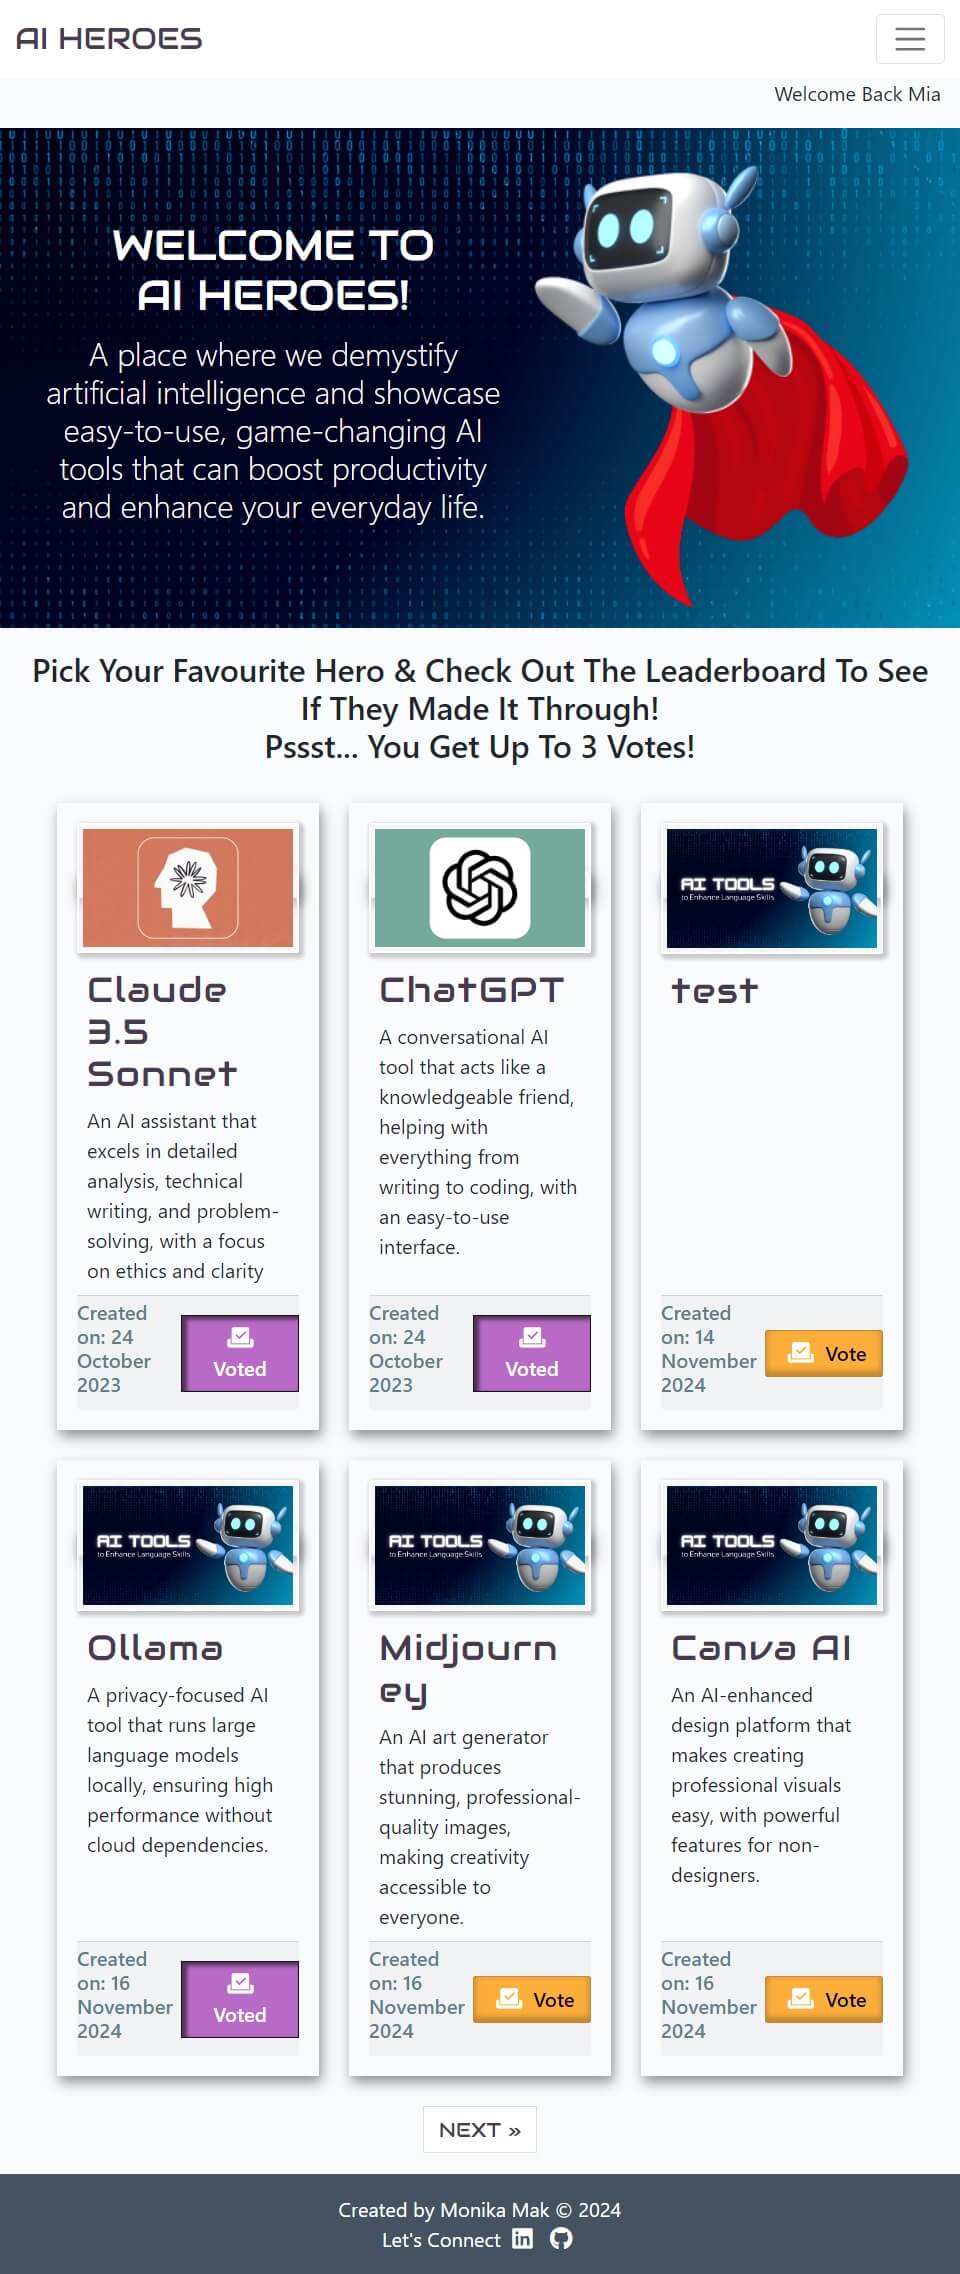 AI HEROES
Welcome Back Mia
WELCOME TO
AI HEROES!
A place where we demystify
artificial intelligence and showcase
easy-to-use, game-changing AI
tools that can boost productivity
and enhance your everyday life.
Pick Your Favourite Hero & Check Out The Leaderboard To See
If They Made It Through!
Pssst... You Get Up To 3 Votes!
Claude
3.5
Sonnet
An AI assistant that
excels in detailed
analysis, technical
writing, and problem-
solving, with a focus
on ethics and clarity
Created
on: 24
October
2023
Voted
ChatGPT
A conversational AI
tool that acts like a
knowledgeable friend,
helping with
everything from
writing to coding, with
an easy-to-use
interface.
Created
on: 24
October
2023
Voted
AI TOOLS
to Enhance Language Skills
test
Created
on: 14
November
2024
Vote
AI TOOLS
to Enhance Language Skills
Ollama
A privacy-focused AI
tool that runs large
language models
locally, ensuring high
performance without
cloud dependencies.
Created
on: 16
November
2024
Voted
AI TOOLS
to Enhance Language Skills
Midjourn
ey
An AI art generator
that produces
stunning, professional-
quality images,
making creativity
accessible to
everyone.
Created
on: 16
November
2024
Vote
AI TOOLS
to Enhance Language Skills
Canva AI
An AI-enhanced
design platform that
makes creating
professional visuals
easy, with powerful
features for non-
designers.
Created
on: 16
November
2024
Vote
NEXT »
Created by Monika Mak © 2024
Let's Connect